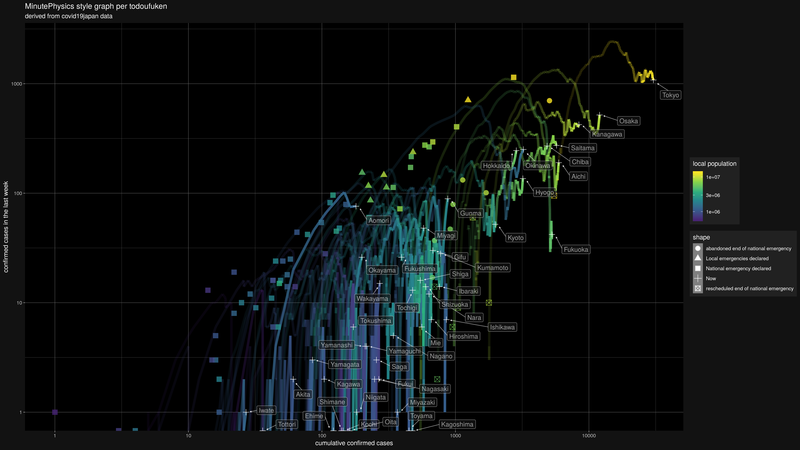 MinutePhysics style graph per todoufuken
derived from covid19japan data
confirmed cases in the last week
1000
100
10
1
Tokyo
Osaka
Kanagawa
Saitama
Hokkaido
Okinawa
Chiba
Aichi
Hyogo
Gunma
Aomori
Miyagi
Kyoto
Fukuoka
Gifu
Okayama
Fukushima
Kumamoto
Shiga
Wakayama
Ibaraki
Tochigi
Shizuoka
Nara
Tokushima
Ishikawa
Hiroshima
Yamanashi
Mie
Yamaguchi
Nagano
Yamagata
Saga
Kagawa
Fukui
Nagasaki
Akita
Niigata
Shimane
Miyazaki
Iwate
Ehime
Toyama
Tottori
Kochi
Oita
Kagoshima
1
10
100
1000
10000
cumulative confirmed cases
local population
1e+07
3e+06
1e+06
shape
abandoned end of national emergency
Local emergencies declared
National emergency declared
Now
rescheduled end of national emergency